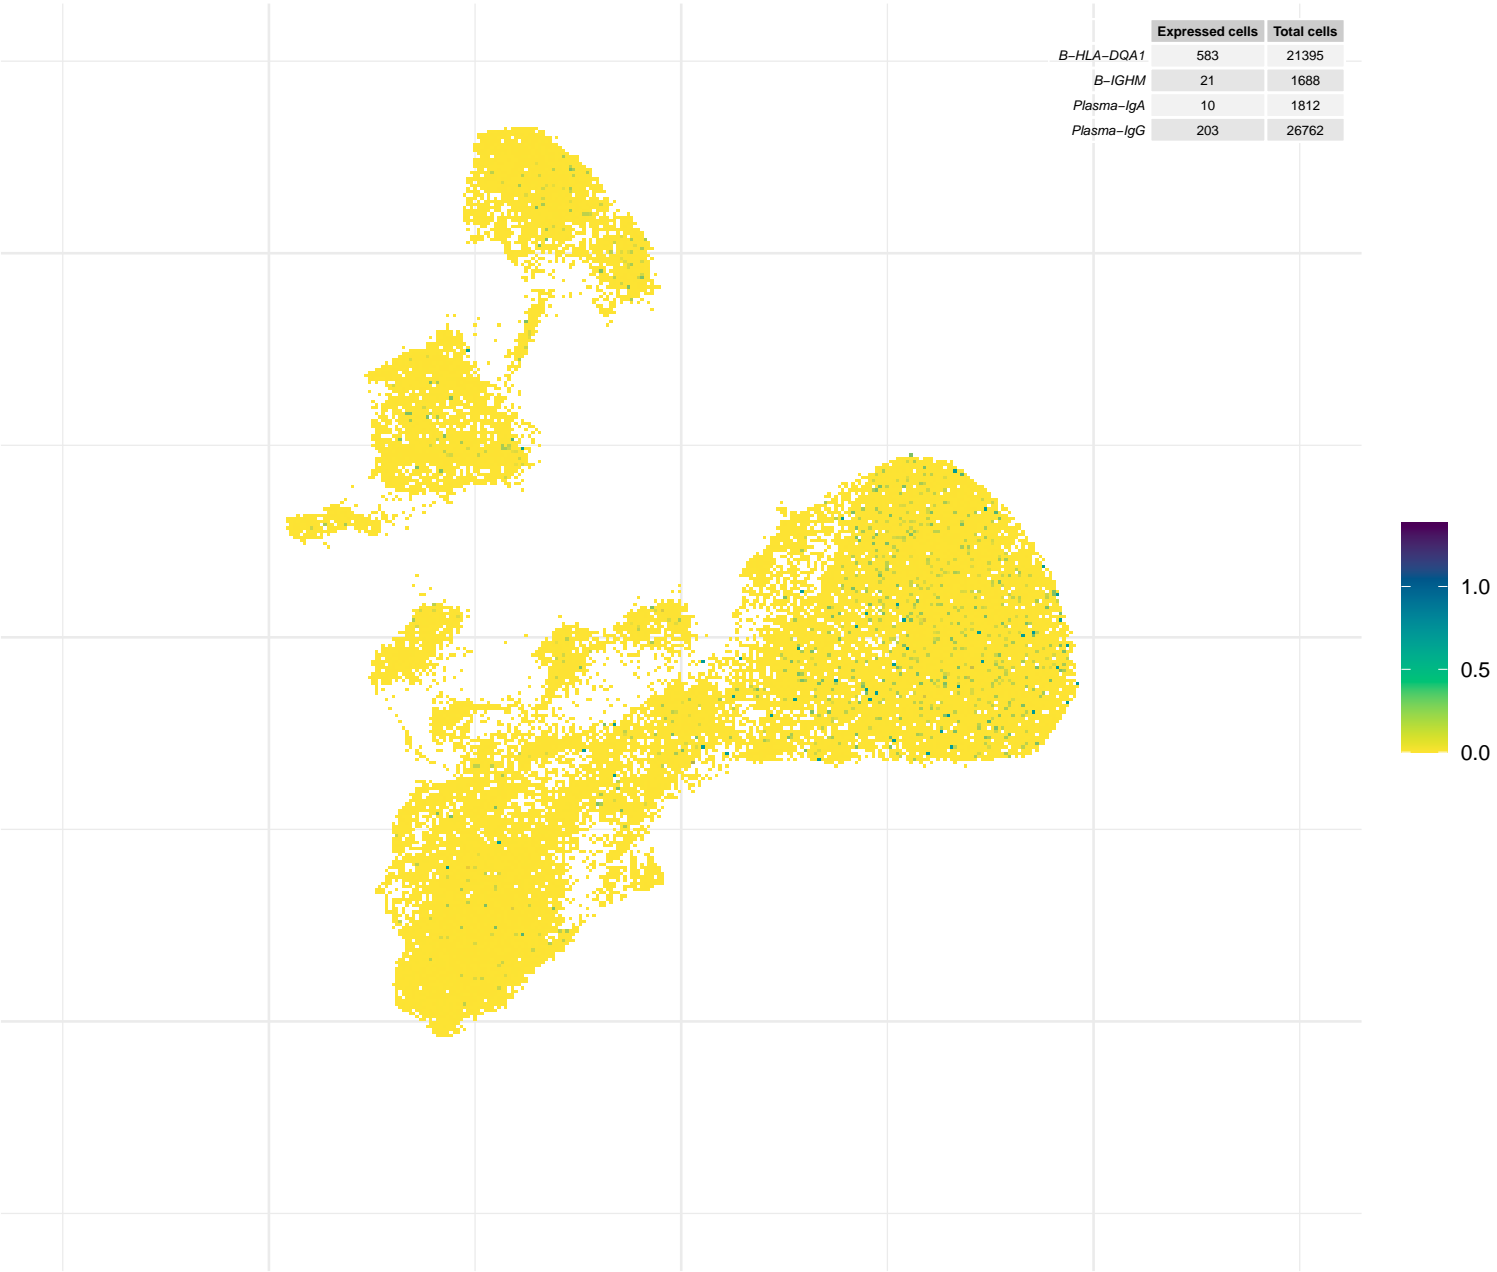 Expressed cells Total cells
B−HLA−DQA1 583 21395
B−IGHM 21 1688
Plasma−IgA 10 1812
Plasma−IgG 203 26762
1.0
0.5
0.0